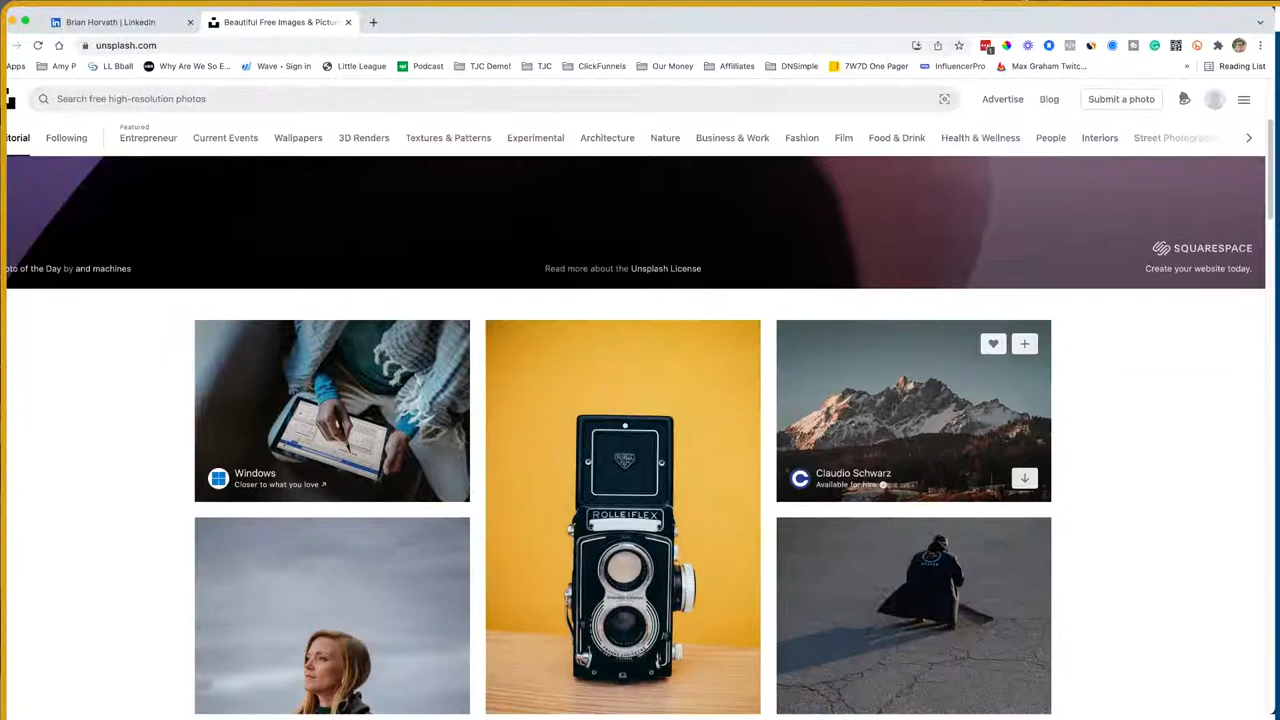 Brian Horvath | LinkedIn
Beautiful Free Images & Pictur
unsplash.com
Apps
Amy P
LL Bball
Why Are We So E...
Wave - Sign in
Little League
Podcast
TJC Demo!
TJC
ClickFunnels
Our Money
Affilliates
DNSimple
7W7D One Pager
InfluencerPro
Max Graham Twitc...
»
Reading List
Search free high-resolution photos
Advertise
Blog
Submit a photo
itorial
Following
Featured
Entrepreneur
Current Events
Wallpapers
3D Renders
Textures & Patterns
Experimental
Architecture
Nature
Business & Work
Fashion
Film
Food & Drink
Health & Wellness
People
Interiors
Street Photography
SQUARESPACE
oto of the Day by and machines
Read more about the Unsplash License
Create your website today.
Windows
Closer to what you love ↗
ROLLEIFLEX
Claudio Schwarz
Available for hire